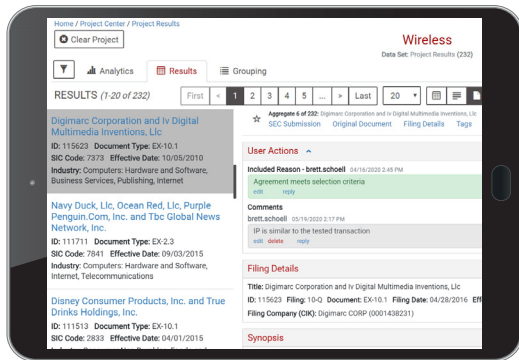 Home / Project Center / Project Results
Clear Project
Wireless
Data Set: Project Results (232)
Analytics
Results
Grouping
RESULTS (1-20 of 232)
First < 1 2 3 4 5 ... > Last
20
Digimarc Corporation and Iv Digital
Multimedia Inventions, Llc
ID: 115623 Document Type: EX-10.1
SIC Code: 7373 Effective Date: 10/05/2010
Industry: Computers: Hardware and Software,
Business Services, Publishing, Internet
Navy Duck, Llc, Ocean Red, Llc, Purple
Penguin.Com, Inc. and Tbc Global News
Network, Inc.
ID: 111711 Document Type: EX-2.3
SIC Code: 7841 Effective Date: 09/03/2015
Industry: Computers: Hardware and Software,
Internet, Telecommunications
Disney Consumer Products, Inc. and True
Drinks Holdings, Inc.
ID: 111513 Document Type: EX-10.1
SIC Code: 2833 Effective Date: 04/01/2015
Aggregate 6 of 232: Digimarc Corporation and Iv Digital Multimedia Inventions, Llc
SEC Submission Original Document Filing Details Tags
User Actions
Included Reason - brett.schoell 04/16/2020 2:45 PM
Agreement meets selection criteria
edit reply
Comments
brett.schoell 03/19/2020 2:17 PM
IP is similar to the tested transaction
edit delete reply
Filing Details
Title: Digimarc Corporation and Iv Digital Multimedia Inventions, Llc
ID: 115623 Filing: 10-Q Document: EX-10.1 Filing Date: 04/28/2016 Eff
Filing Company (CIK): Digimarc CORP (0001438231)
Synopsis